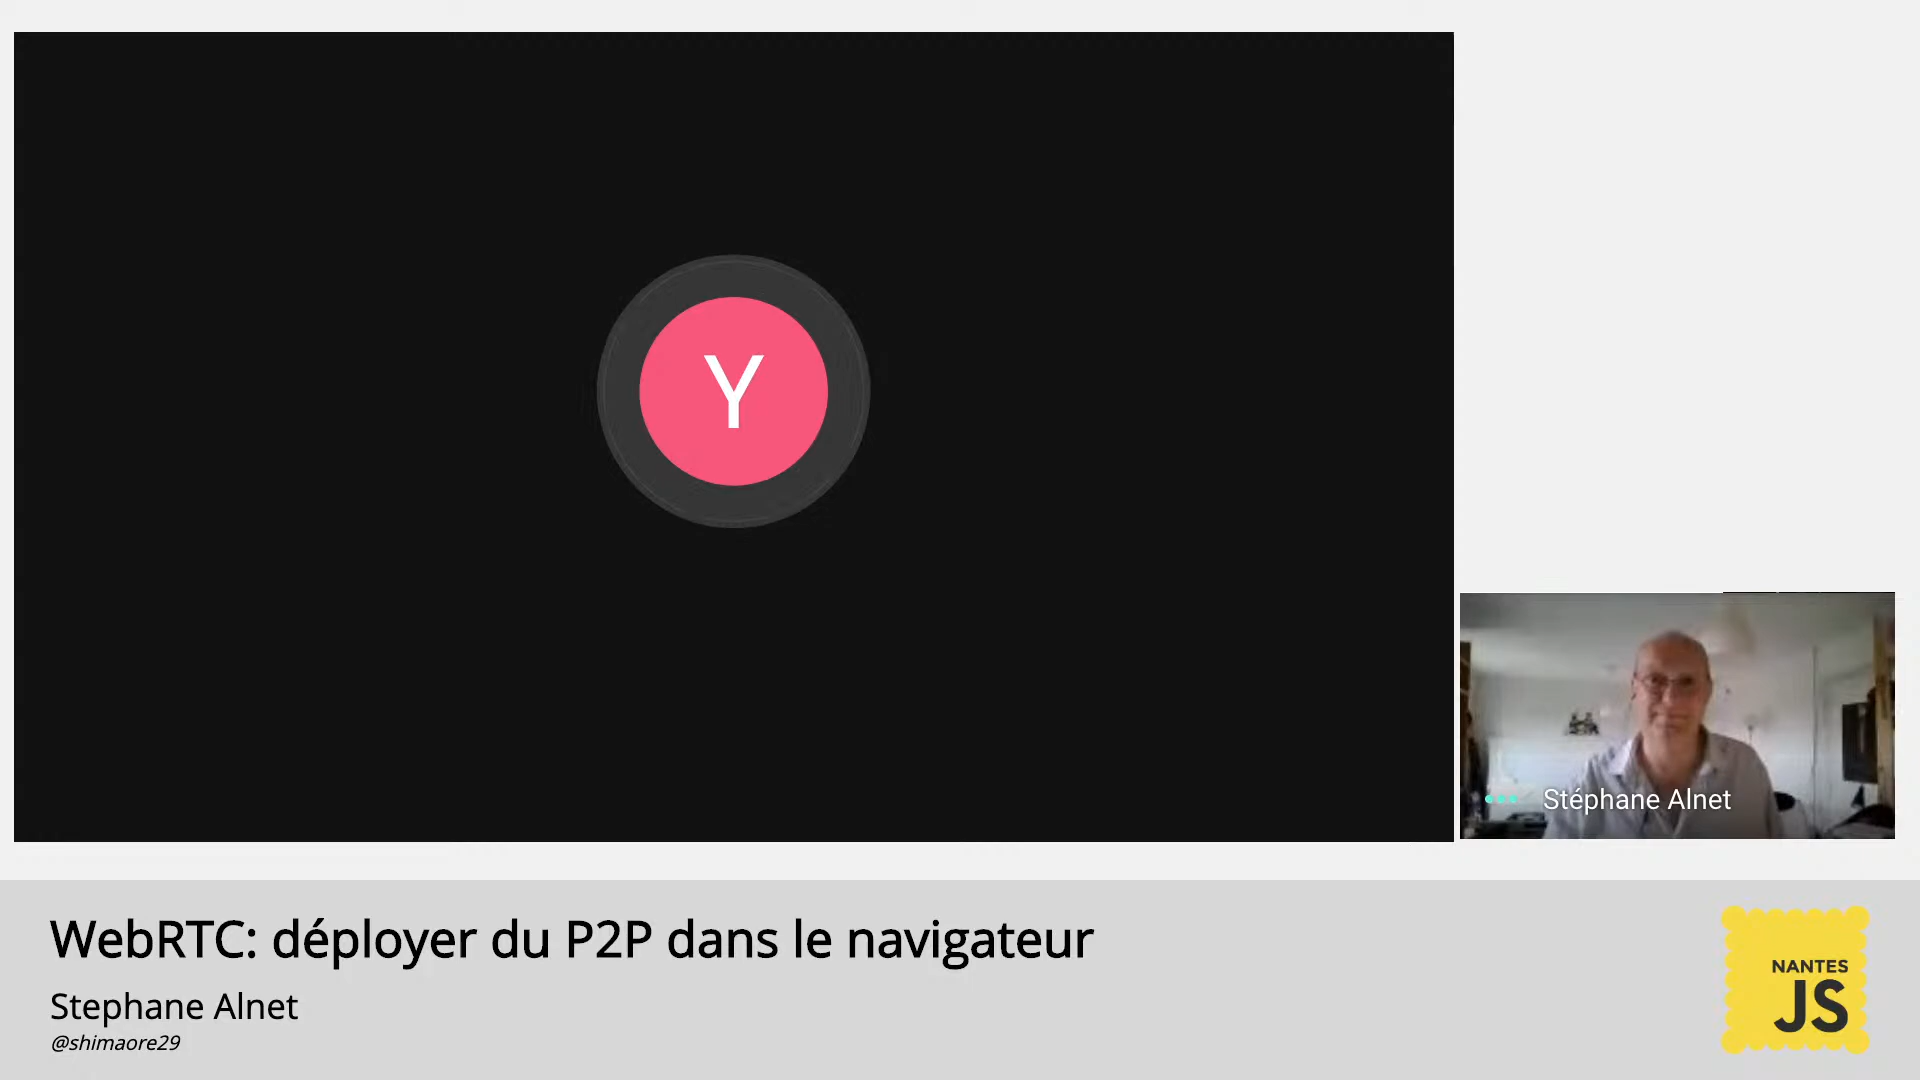 Y
Stéphane Alnet
WebRTC: déployer du P2P dans le navigateur
Stephane Alnet
@shimaore29
NANTES
JS